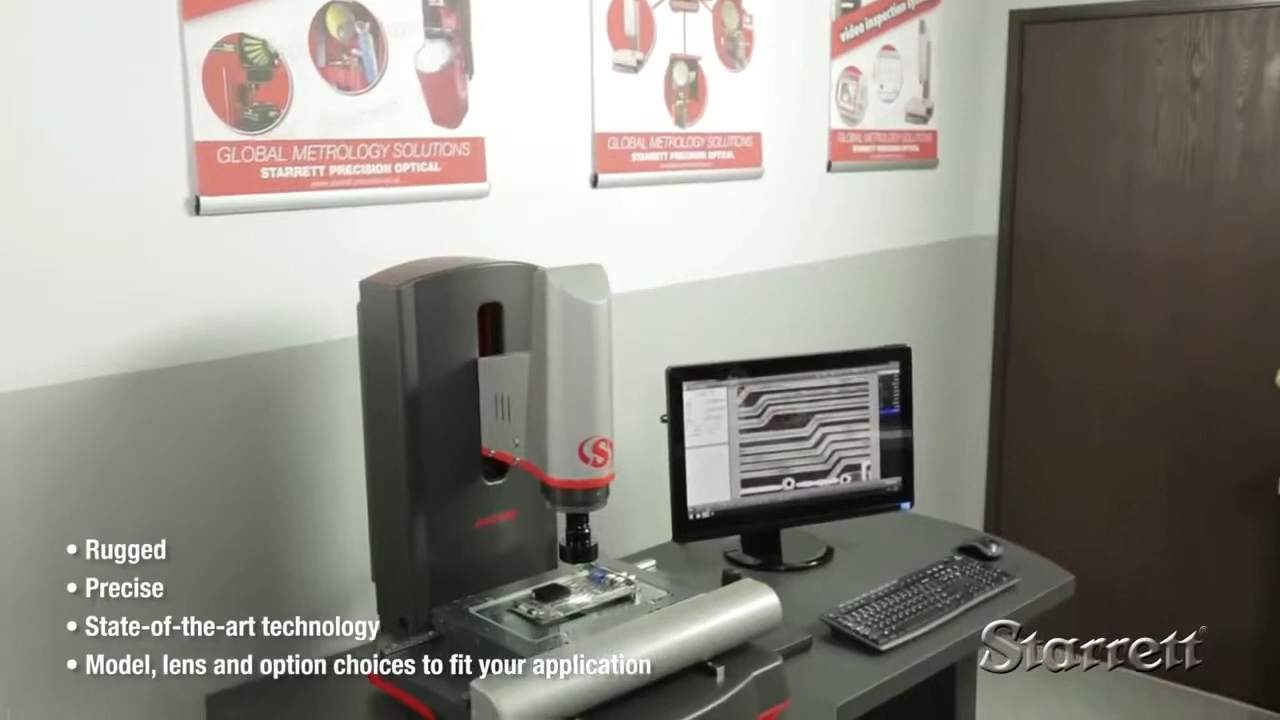 GLOBAL METROLOGY SOLUTIONS
STARRETT PRECISION OPTICAL
GLOBAL METROLOGY SOLUTIONS
STARRETT PRECISION OPTICAL
video inspection
GLOBAL METROLOGY SOLUTIONS
STARRETT PRECISION OPTICAL
S
• Rugged
• Precise
• State-of-the-art technology
• Model, lens and option choices to fit your application
Starrett